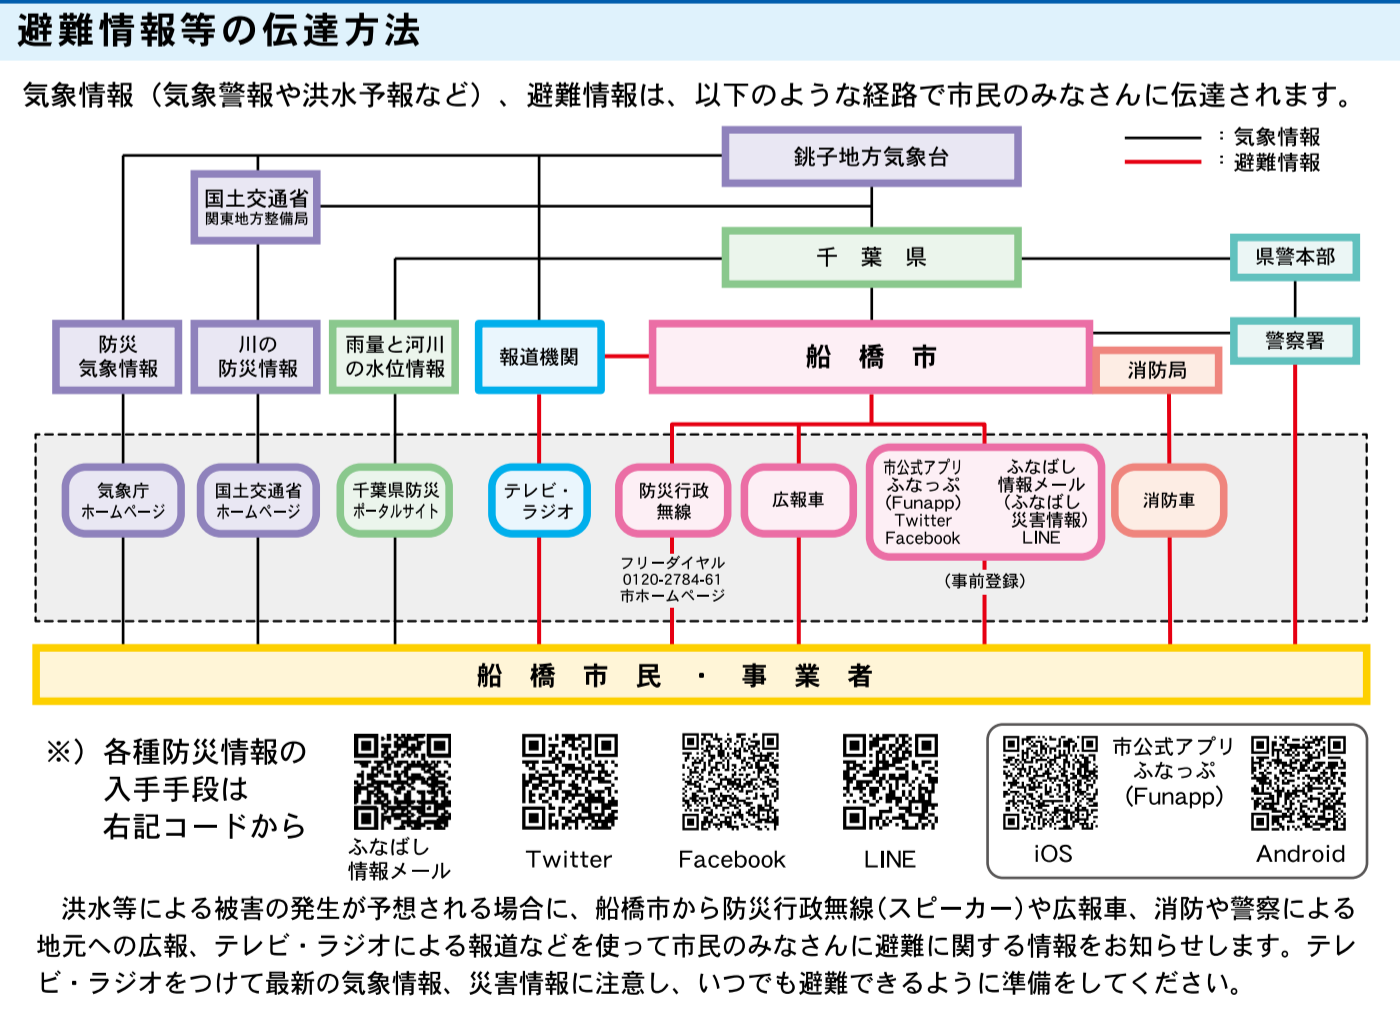 避難情報等の伝達方法
気象情報（気象警報や洪水予報など）、避難情報は、以下のような経路で市民のみなさんに伝達されます。
銚子地方気象台
：気象情報
：避難情報
国土交通省
関東地方整備局
千葉県
県警本部
防災
気象情報
川の
防災情報
雨量と河川
の水位情報
報道機関
船橋市
消防局
警察署
気象庁
ホームページ
国土交通省
ホームページ
千葉県防災
ポータルサイト
テレビ・
ラジオ
防災行政
無線
フリーダイヤル
0120-2784-61
市ホームページ
広報車
市公式アプリ
ふなっぷ
(Funapp)
Twitter
Facebook
ふなばし
情報メール
(ふなばし
災害情報)
LINE
（事前登録）
消防車
船橋市民・事業者
※）各種防災情報の
入手手段は
右記コードから
ふなばし
情報メール
Twitter
Facebook
LINE
iOS
市公式アプリ
ふなっぷ
(Funapp)
Android
洪水等による被害の発生が予想される場合に、船橋市から防災行政無線(スピーカー)や広報車、消防や警察による
地元への広報、テレビ・ラジオによる報道などを使って市民のみなさんに避難に関する情報をお知らせします。テレ
ビ・ラジオをつけて最新の気象情報、災害情報に注意し、いつでも避難できるように準備をしてください。